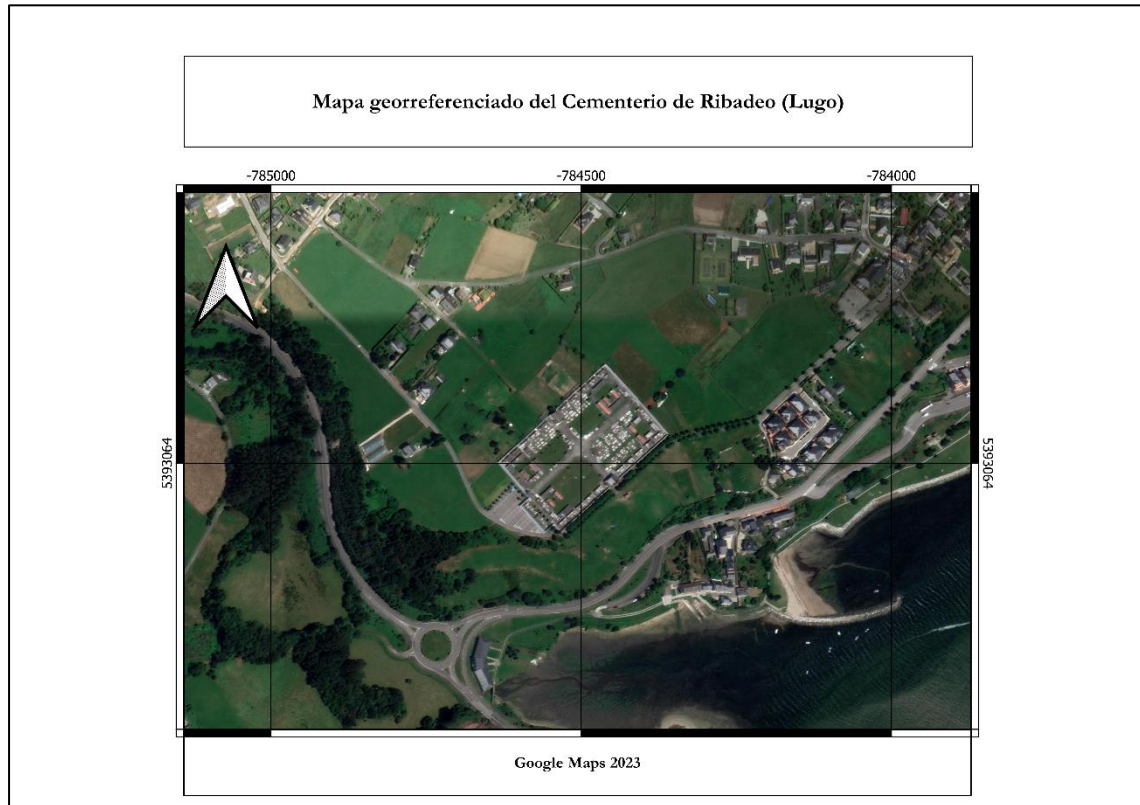 Mapa georreferenciado del Cementerio de Ribadeo (Lugo)
-785000 -784500 -784000
5393064 5393064
Google Maps 2023